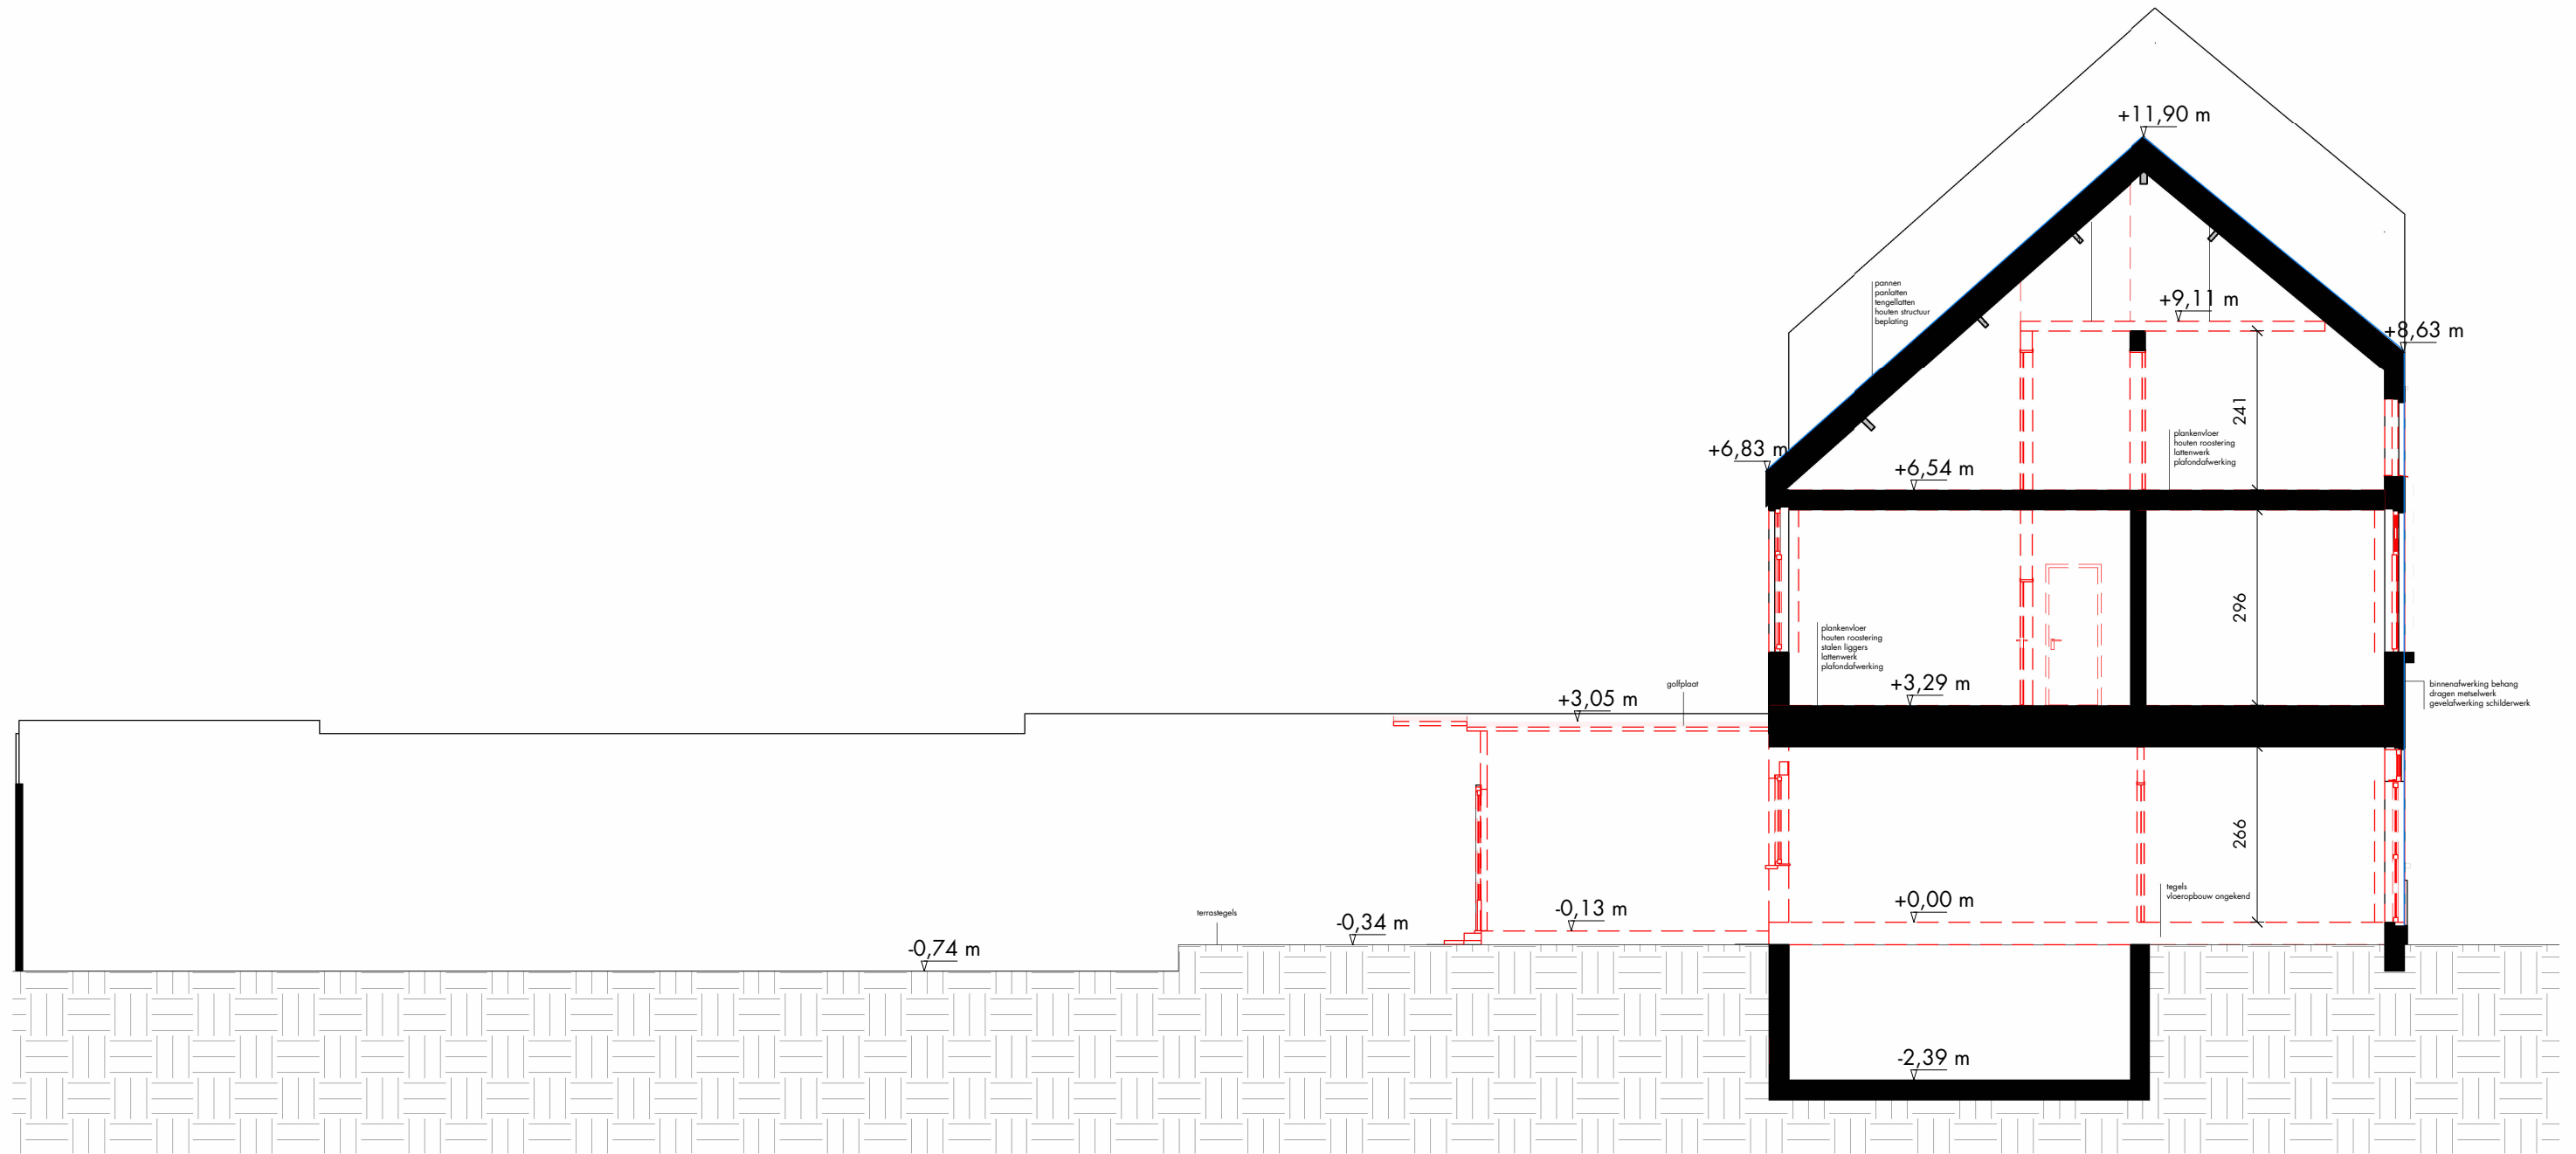 +11,90 m
pannen
panlatten
tengellatten
houten structuur
beplating
+9,11 m
+8,63 m
241
plankenvloer
houten roostering
lattenwerk
plafondafwerking
+6,83 m
+6,54 m
296
plankenvloer
houten roostering
stalen liggers
lattenwerk
plafondafwerking
+3,29 m
golfplaat
+3,05 m
binnenafwerking behang
dragen metselwerk
gevelafwerking schilderwerk
266
tegels
vloeropbouw ongekend
+0,00 m
-0,13 m
terrastegels
-0,34 m
-0,74 m
-2,39 m